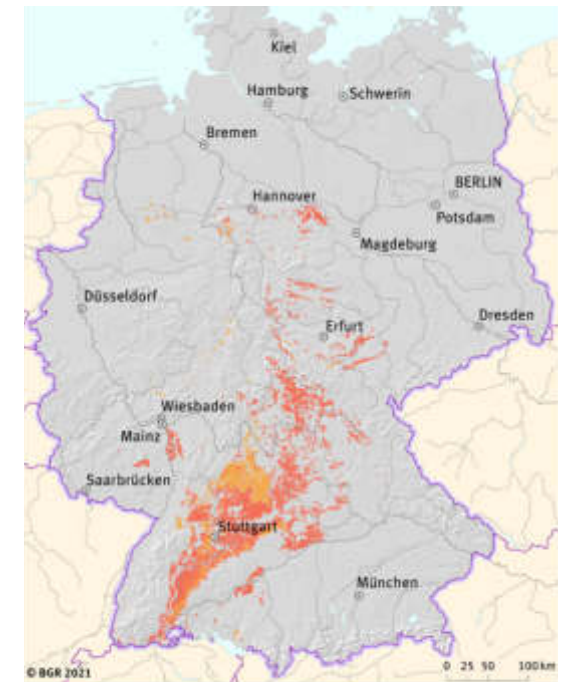 Kiel
Hamburg
Schwerin
Bremen
Hannover
BERLIN
Potsdam
Magdeburg
Düsseldorf
Erfurt
Dresden
Wiesbaden
Mainz
Saarbrücken
Stuttgart
München
© BGR 2021
0 25 50 100 km